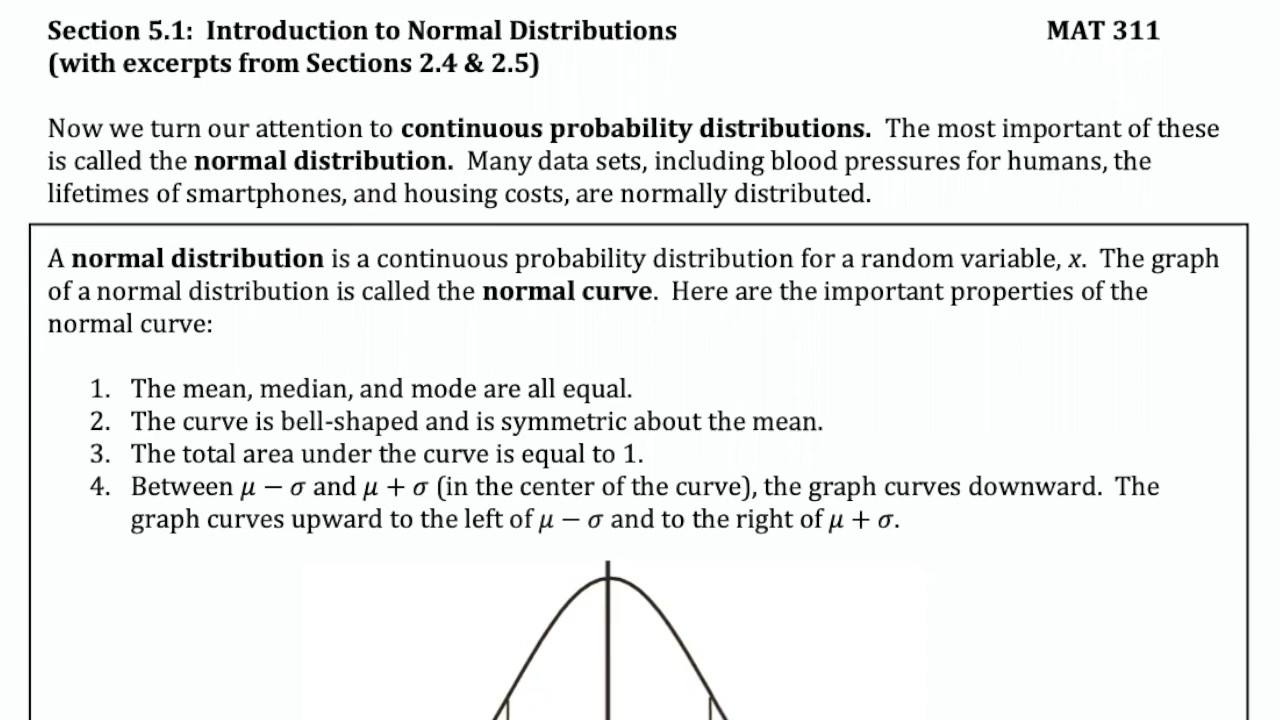 Section 5.1: Introduction to Normal Distributions MAT 311
(with excerpts from Sections 2.4 & 2.5)
Now we turn our attention to continuous probability distributions. The most important of these
is called the normal distribution. Many data sets, including blood pressures for humans, the
lifetimes of smartphones, and housing costs, are normally distributed.
A normal distribution is a continuous probability distribution for a random variable, x. The graph
of a normal distribution is called the normal curve. Here are the important properties of the
normal curve:
1. The mean, median, and mode are all equal.
2. The curve is bell-shaped and is symmetric about the mean.
3. The total area under the curve is equal to 1.
4. Between μ − σ and μ + σ (in the center of the curve), the graph curves downward. The
graph curves upward to the left of μ − σ and to the right of μ + σ.